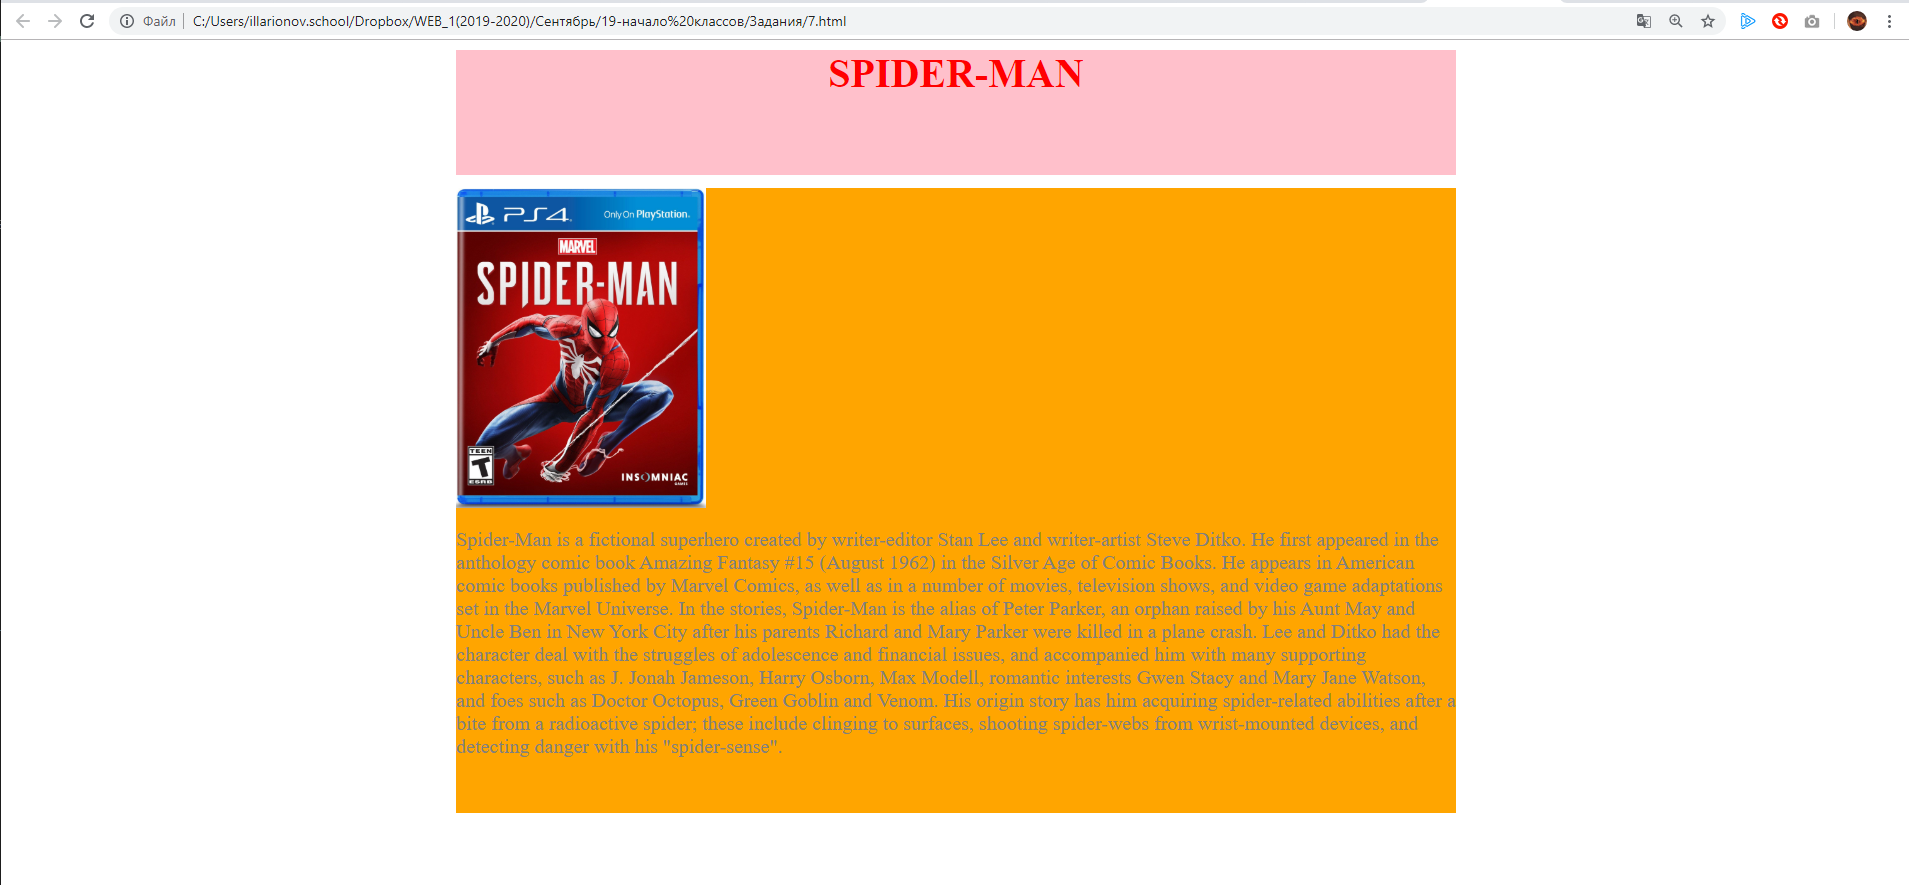 Файл C:/Users/illarionov.school/Dropbox/WEB_1(2019-2020)/Сентябрь/19-начало%20классов/Задания/7.html
SPIDER-MAN
PS4 Only On PlayStation.
MARVEL
SPIDER-MAN
TEEN
T
ESRB
INSOMNIAC
GAMES
Spider-Man is a fictional superhero created by writer-editor Stan Lee and writer-artist Steve Ditko. He first appeared in the
anthology comic book Amazing Fantasy #15 (August 1962) in the Silver Age of Comic Books. He appears in American
comic books published by Marvel Comics, as well as in a number of movies, television shows, and video game adaptations
set in the Marvel Universe. In the stories, Spider-Man is the alias of Peter Parker, an orphan raised by his Aunt May and
Uncle Ben in New York City after his parents Richard and Mary Parker were killed in a plane crash. Lee and Ditko had the
character deal with the struggles of adolescence and financial issues, and accompanied him with many supporting
characters, such as J. Jonah Jameson, Harry Osborn, Max Modell, romantic interests Gwen Stacy and Mary Jane Watson,
and foes such as Doctor Octopus, Green Goblin and Venom. His origin story has him acquiring spider-related abilities after a
bite from a radioactive spider; these include clinging to surfaces, shooting spider-webs from wrist-mounted devices, and
detecting danger with his "spider-sense".